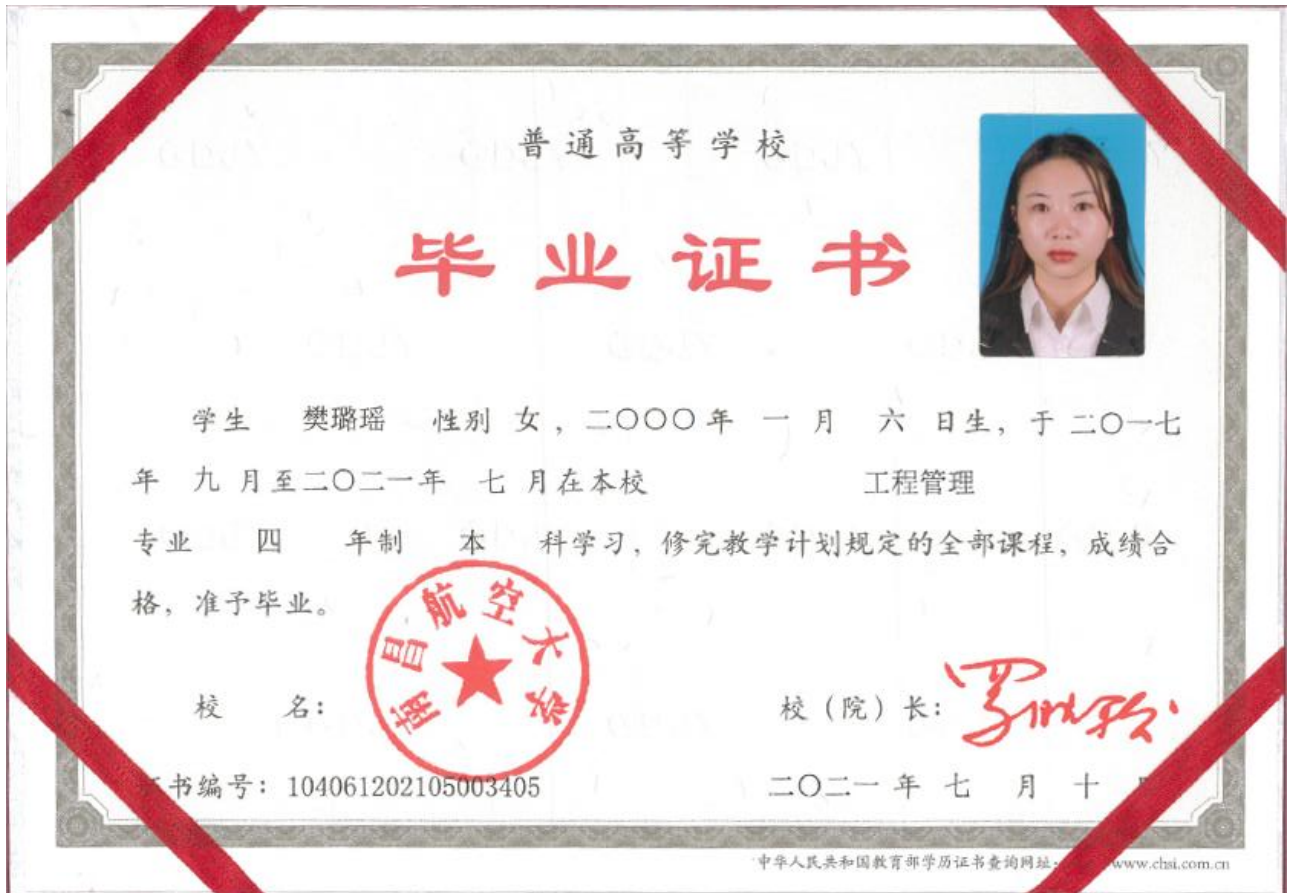 普通高等学校
毕业证书
学生 樊璐瑶 性别 女，二〇〇〇年 一 月 六 日生，于二〇一七
年 九 月至二〇二一年 七 月在本校 工程管理
专业 四 年制 本 科学习，修完教学计划规定的全部课程，成绩合
格，准予毕业。
南昌航空大学
校 名： 校（院）长：
书编号：104061202105003405 二〇二一 年 七 月 十
中华人民共和国教育部学历证书查询网址： www.chsi.com.cn